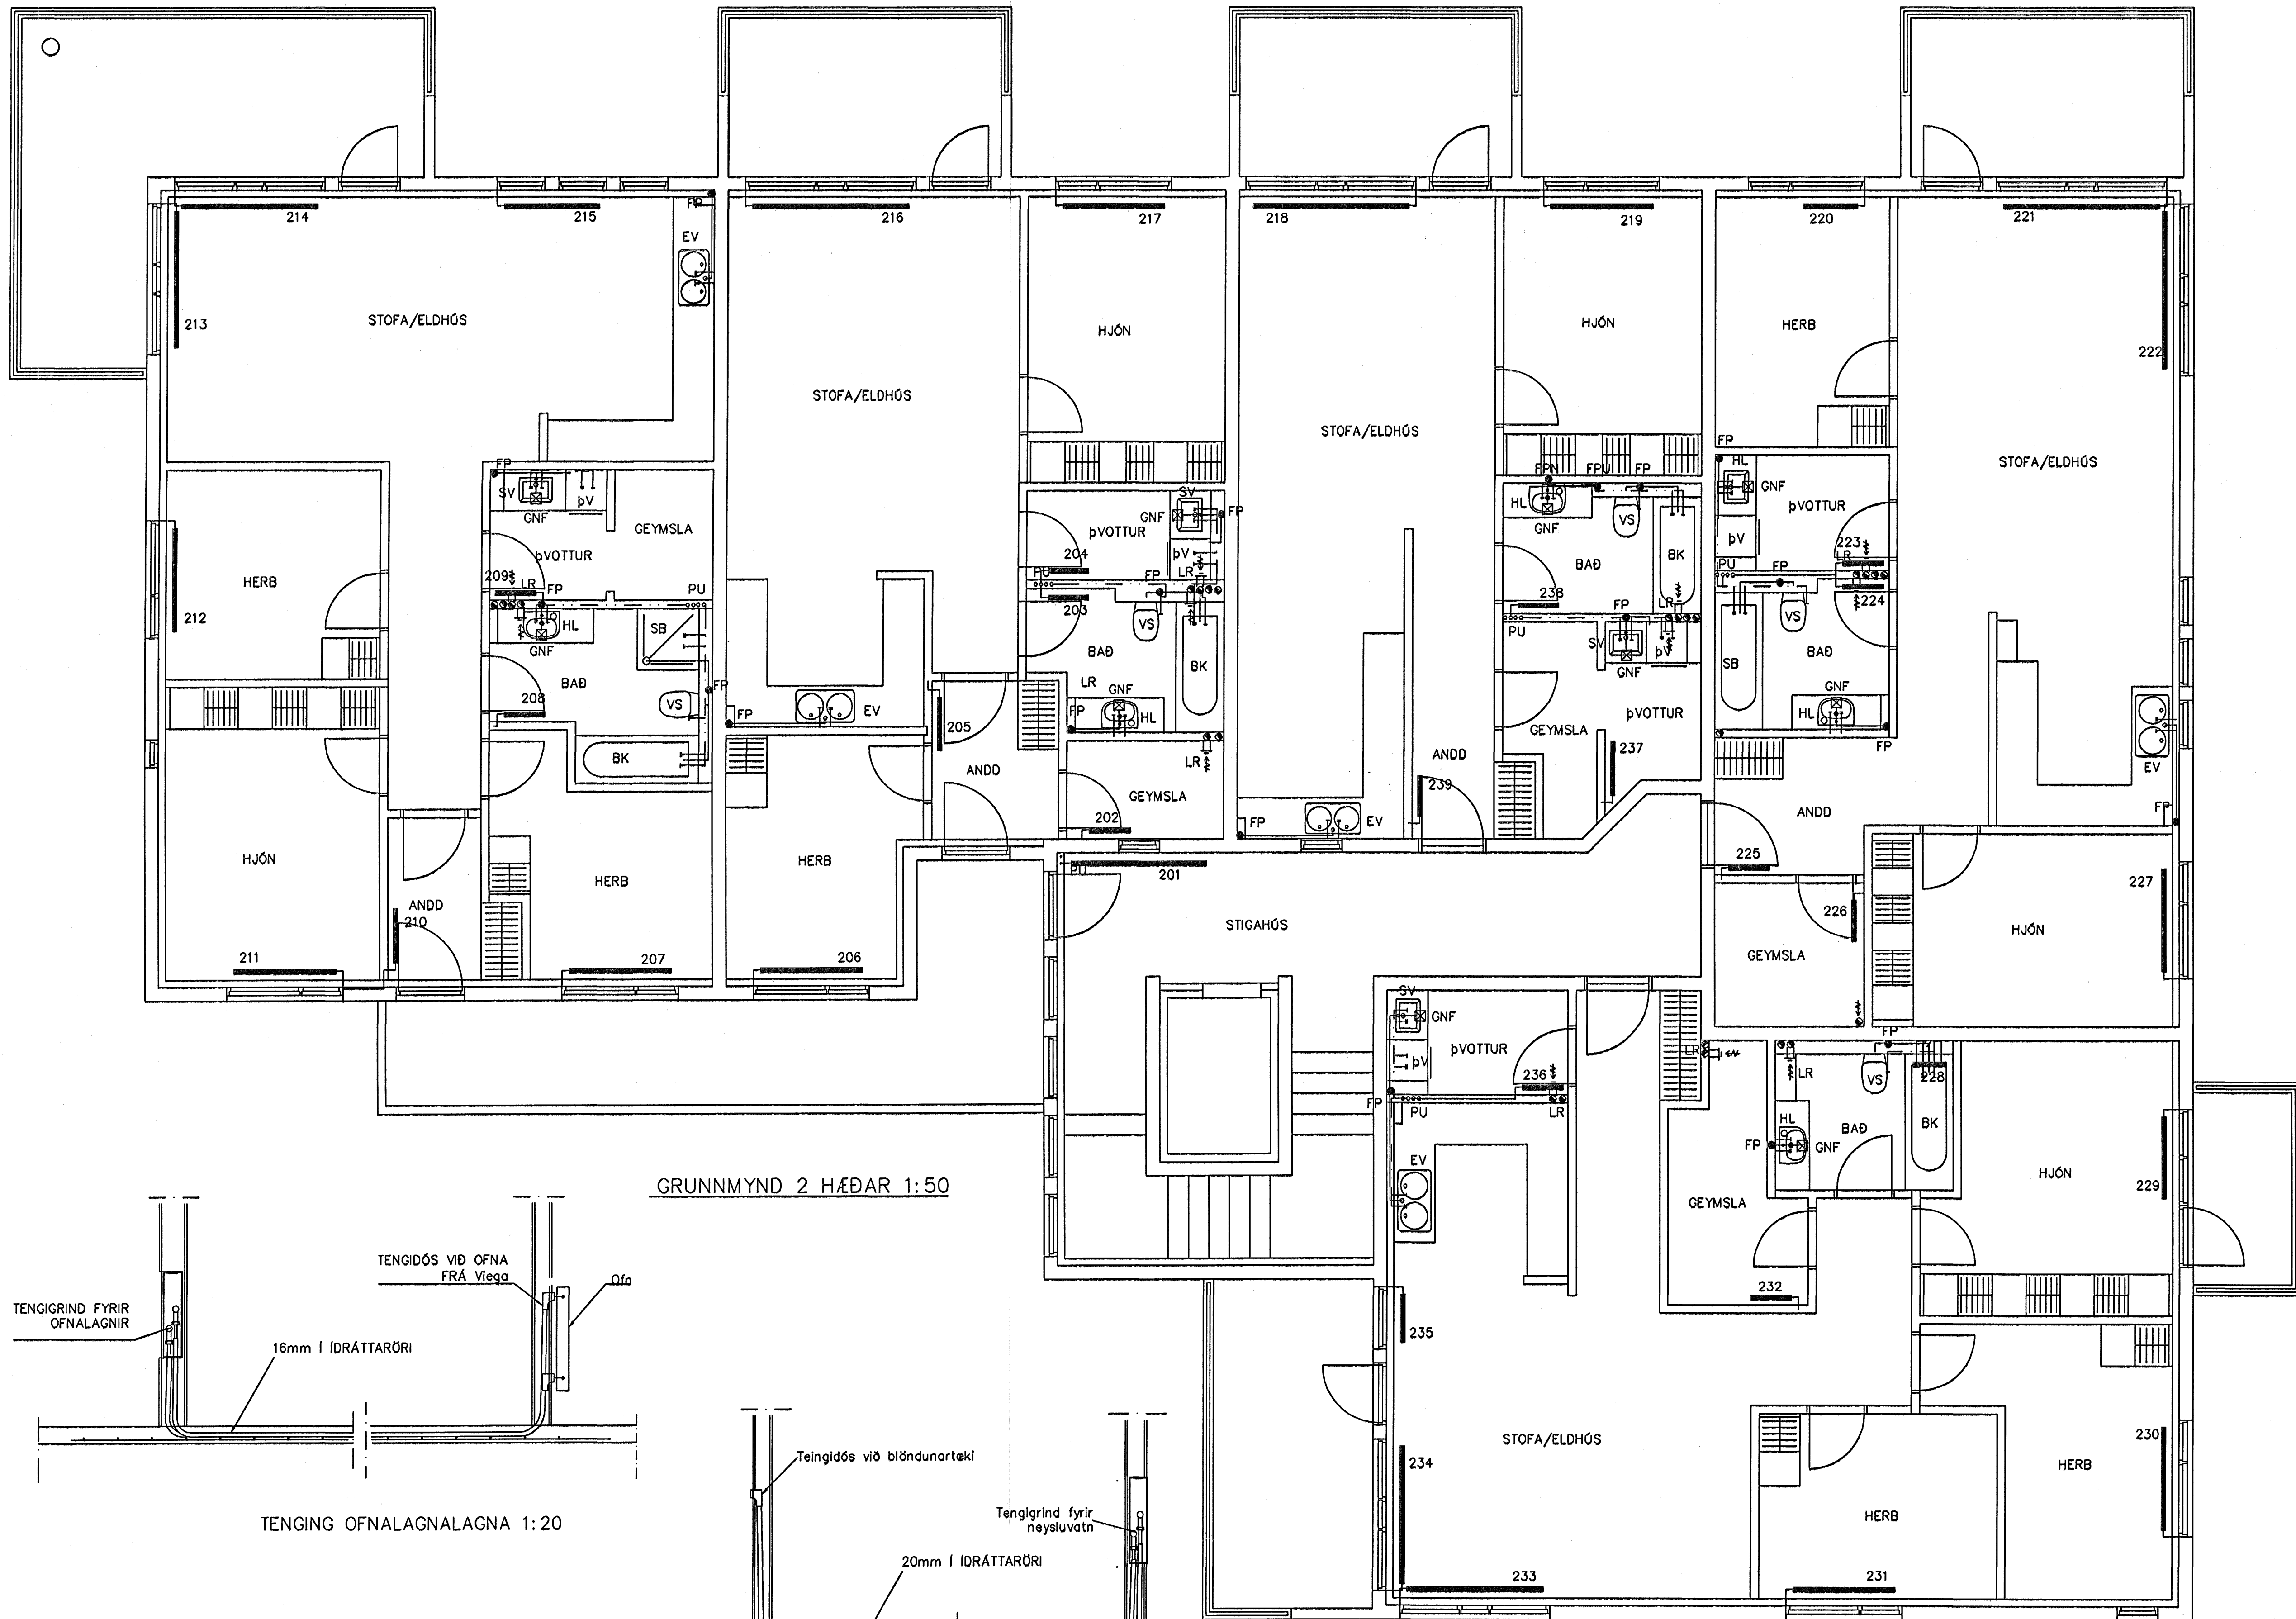 214
215
FP
216
217
218
219
220
221
EV
213
STOFA/ELDHÚS
HJÓN
HJÓN
HERB
222
STOFA/ELDHÚS
STOFA/ELDHÚS
STOFA/ELDHÚS
FP
FP
SV
GNF
ÞV
GEYMSLA
ÞVOTTUR
SV
GNF
FP
ÞVOTTUR
204
ÞV
LR
FPN
FPU
FP
HL
GNF
VS
BK
BAÐ
HL
GNF
ÞVOTTUR
ÞV
223
LR
HERB
212
209
LR
FP
PU
PU
FP
203
VS
238
FP
LR
PU
FP
224
HL
GNF
SB
BAÐ
BAÐ
BK
LR
GNF
HL
FP
PU
SV
GNF
ÞV
VS
BAÐ
SB
GNF
HL
FP
FP
208
VS
FP
EV
205
ÞVOTTUR
GEYMSLA
237
BK
ANDD
LR
GEYMSLA
202
ANDD
239
FP
EV
EV
ANDD
FP
HJÓN
HERB
HERB
PU
201
225
227
ANDD
210
226
STIGAHÚS
HJÓN
GEYMSLA
211
207
206
SV
GNF
ÞVOTTUR
ÞV
236
FP
PU
LR
LR
FP
LR
VS
228
HL
GNF
FP
BAÐ
BK
EV
HJÓN
229
GEYMSLA
232
GRUNNMYND 2 HÆÐAR 1:50
TENGIDÓS VIÐ OFNA
FRÁ Viega
Ofn
TENGIGRIND FYRIR
OFNALAGNIR
16mm Í ÍDRÁTTARÖRI
235
STOFA/ELDHÚS
230
HERB
234
Teingidós við blöndunartæki
Tengigrind fyrir
neysluvatn
HERB
TENGING OFNALAGNALAGNA 1:20
20mm Í ÍDRÁTTARÖRI
233
231